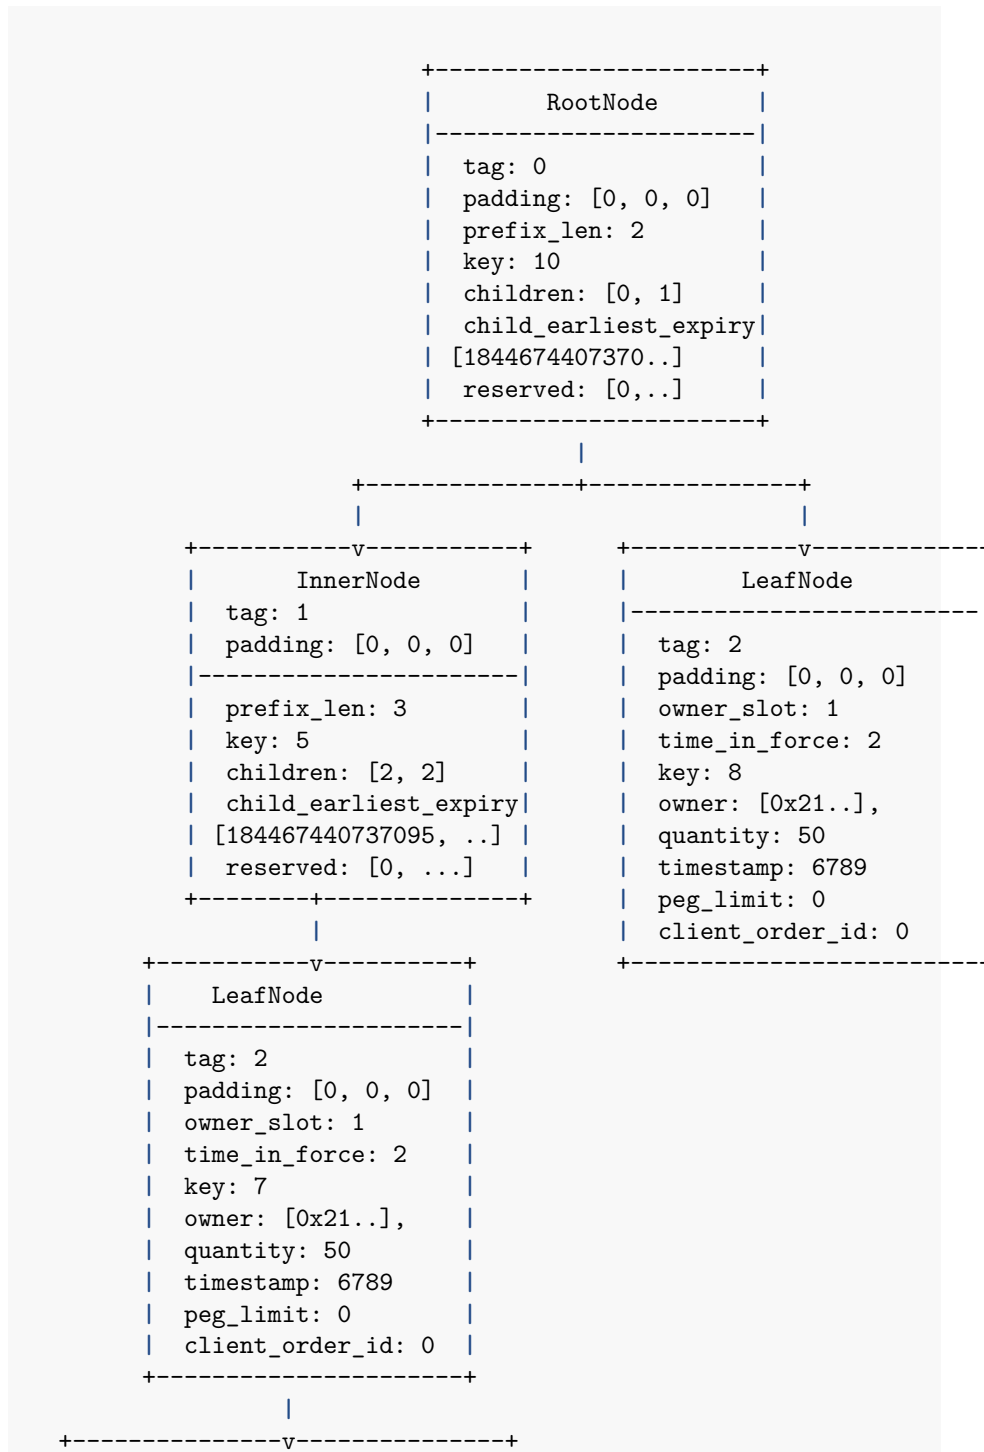 +-----------------------+
|        RootNode       |
|-----------------------|
|  tag: 0               |
|  padding: [0, 0, 0]   |
|  prefix_len: 2        |
|  key: 10              |
|  children: [0, 1]     |
|  child_earliest_expiry|
| [1844674407370..]     |
|  reserved: [0,..]     |
+-----------------------+
|
+---------------+---------------+
|                               |
+-----------v-----------+      +------------v-------------
|       InnerNode       |      |        LeafNode
|  tag: 1               |      |-------------------------
|  padding: [0, 0, 0]   |      |  tag: 2
|-----------------------|      |  padding: [0, 0, 0]
|  prefix_len: 3        |      |  owner_slot: 1
|  key: 5               |      |  time_in_force: 2
|  children: [2, 2]     |      |  key: 8
|  child_earliest_expiry|      |  owner: [0x21..],
| [184467440737095, ..] |      |  quantity: 50
|  reserved: [0, ...]   |      |  timestamp: 6789
+--------+--------------+      |  peg_limit: 0
|                     |  client_order_id: 0
+-----------v----------+          +--------------------------
|    LeafNode          |
|----------------------|
|  tag: 2              |
|  padding: [0, 0, 0]  |
|  owner_slot: 1       |
|  time_in_force: 2    |
|  key: 7              |
|  owner: [0x21..],    |
|  quantity: 50        |
|  timestamp: 6789     |
|  peg_limit: 0        |
|  client_order_id: 0  |
+----------------------+
|
+---------------v---------------+